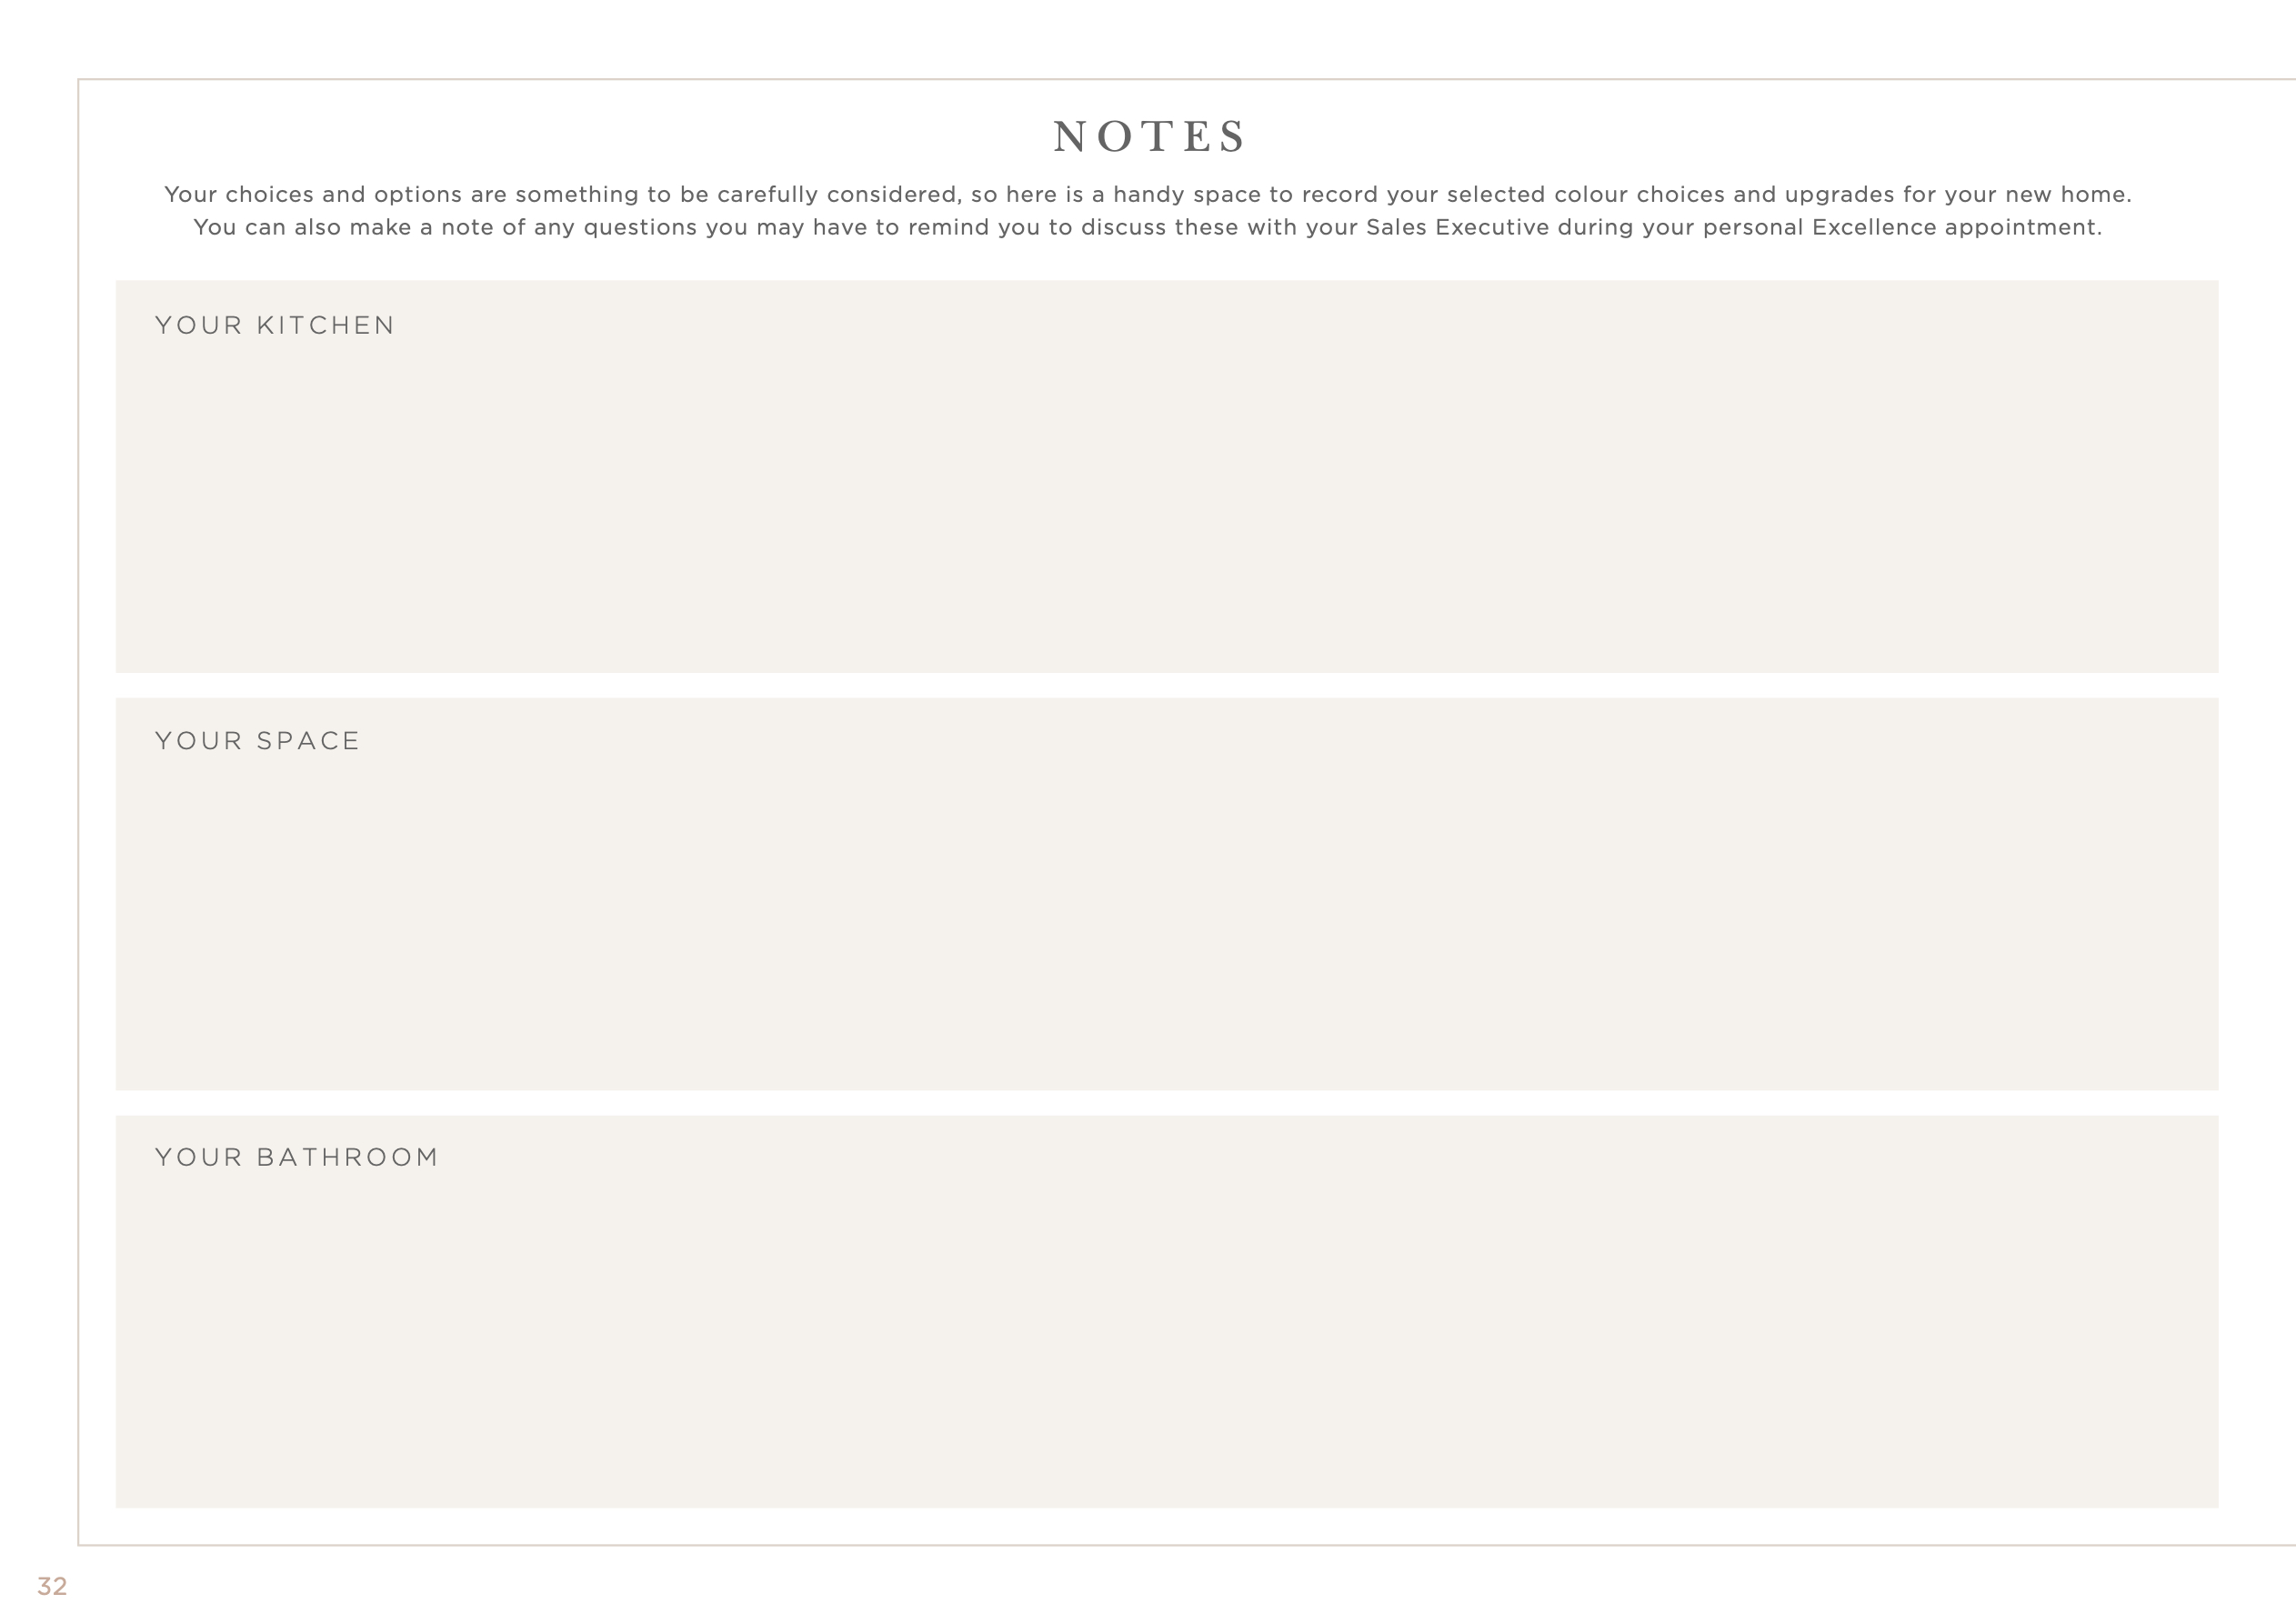 NOTES
Your choices and options are something to be carefully considered, so here is a handy space to record your selected colour choices and upgrades for your new home.
You can also make a note of any questions you may have to remind you to discuss these with your Sales Executive during your personal Excellence appointment.
YOUR KITCHEN
YOUR SPACE
YOUR BATHROOM
32